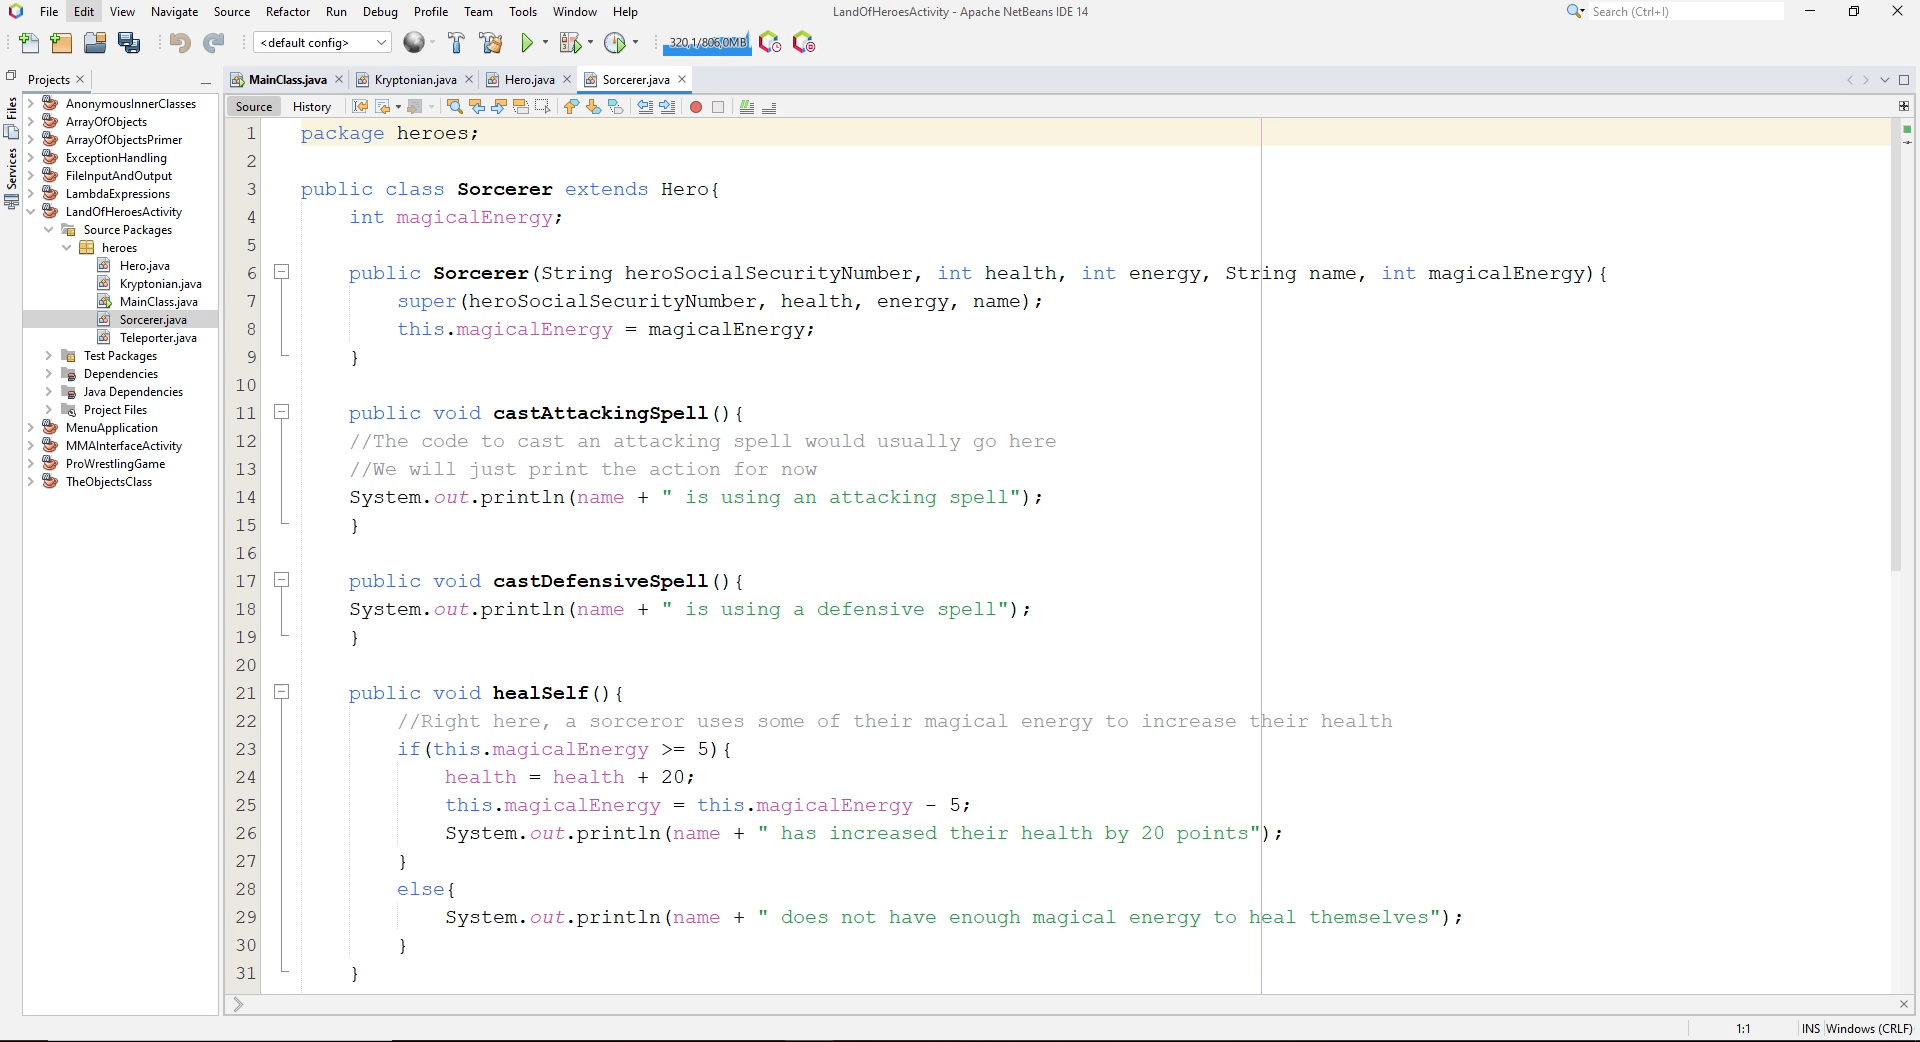 File Edit View Navigate Source Refactor Run Debug Profile Team Tools Window Help
LandOfHeroesActivity - Apache NetBeans IDE 14
Search (Ctrl+I)
<default config>
320,1/806,0MB
Projects
MainClass.java
Kryptonian.java
Hero.java
Sorcerer.java
Files
Services
AnonymousInnerClasses
ArrayOfObjects
ArrayOfObjectsPrimer
ExceptionHandling
FileInputAndOutput
LambdaExpressions
LandOfHeroesActivity
Source Packages
heroes
Hero.java
Kryptonian.java
MainClass.java
Sorcerer.java
Teleporter.java
Test Packages
Dependencies
Java Dependencies
Project Files
MenuApplication
MMAInterfaceActivity
ProWrestlingGame
TheObjectsClass
Source History
1 package heroes;
2
3 public class Sorcerer extends Hero{
4 int magicalEnergy;
5
6 public Sorcerer(String heroSocialSecurityNumber, int health, int energy, String name, int magicalEnergy){
7 super(heroSocialSecurityNumber, health, energy, name);
8 this.magicalEnergy = magicalEnergy;
9 }
10
11 public void castAttackingSpell(){
12 //The code to cast an attacking spell would usually go here
13 //We will just print the action for now
14 System.out.println(name + " is using an attacking spell");
15 }
16
17 public void castDefensiveSpell(){
18 System.out.println(name + " is using a defensive spell");
19 }
20
21 public void healSelf(){
22 //Right here, a sorceror uses some of their magical energy to increase their health
23 if(this.magicalEnergy >= 5){
24 health = health + 20;
25 this.magicalEnergy = this.magicalEnergy - 5;
26 System.out.println(name + " has increased their health by 20 points");
27 }
28 else{
29 System.out.println(name + " does not have enough magical energy to heal themselves");
30 }
31 }
1:1
INS
Windows (CRLF)